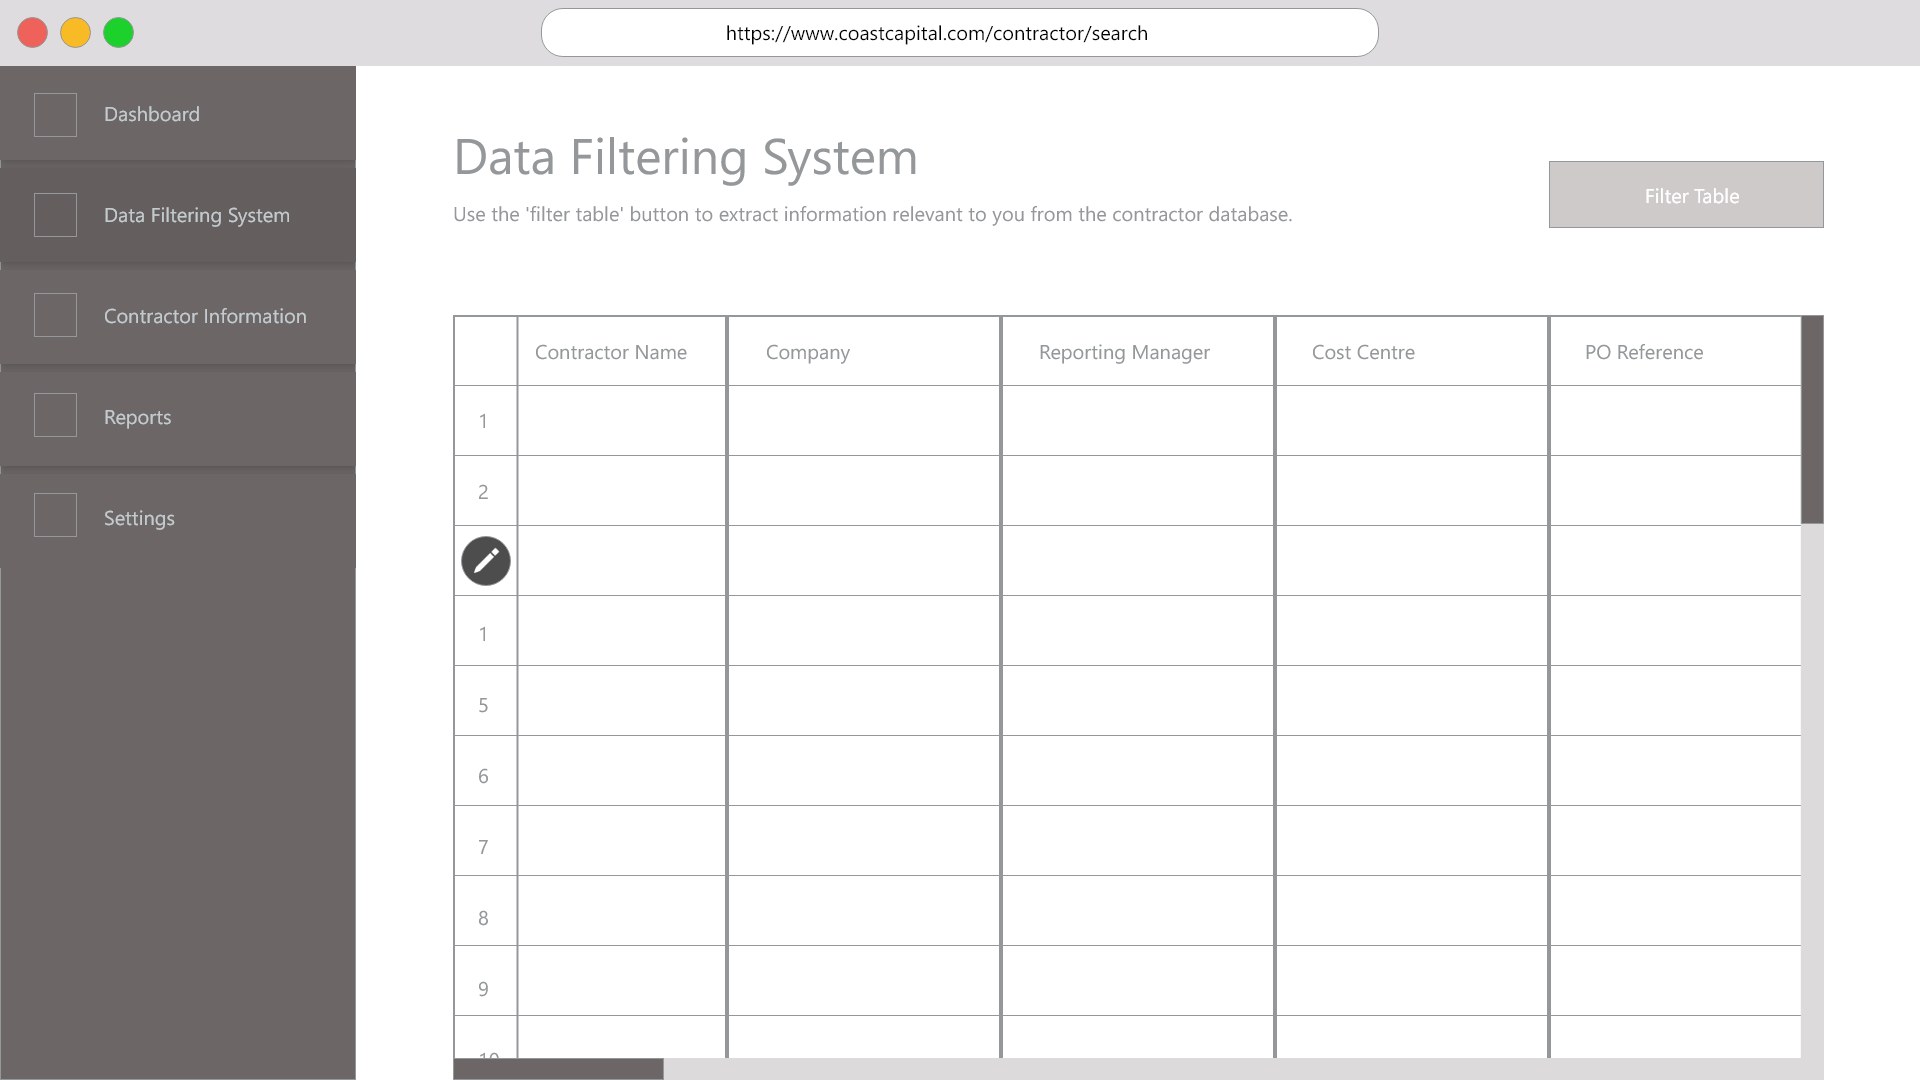 https://www.coastcapital.com/contractor/search
Dashboard
Data Filtering System
Contractor Information
Reports
Settings
Data Filtering System
Use the 'filter table' button to extract information relevant to you from the contractor database.
Filter Table
Contractor Name Company Reporting Manager Cost Centre PO Reference
1
2
1
5
6
7
8
9
10